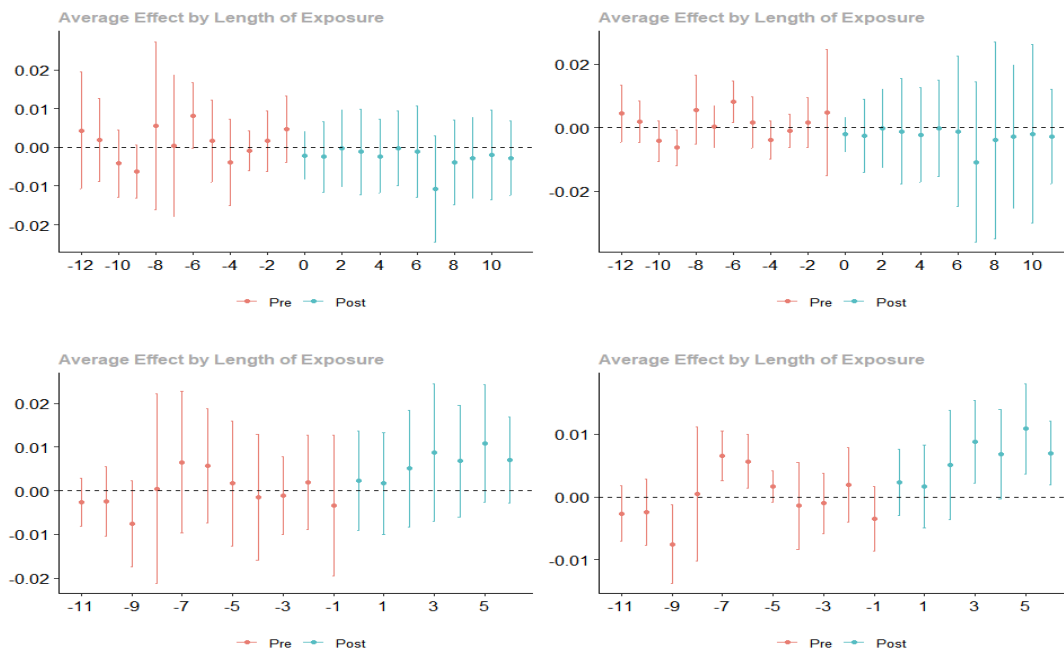 Average Effect by Length of Exposure
0.02
0.01
0.00
-0.01
-0.02
-12 -10 -8 -6 -4 -2 0 2 4 6 8 10
Pre Post
Average Effect by Length of Exposure
0.02
0.00
-0.02
-12 -10 -8 -6 -4 -2 0 2 4 6 8 10
Pre Post
Average Effect by Length of Exposure
0.02
0.01
0.00
-0.01
-0.02
-11 -9 -7 -5 -3 -1 1 3 5
Pre Post
Average Effect by Length of Exposure
0.01
0.00
-0.01
-11 -9 -7 -5 -3 -1 1 3 5
Pre Post